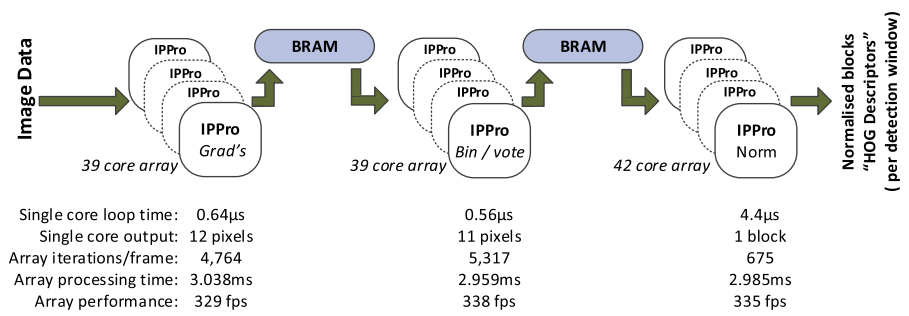 Image Data
IPPro
IPPro
IPPro
IPPro
Grad's
39 core array
BRAM
IPPro
IPPro
IPPro
IPPro
Bin / vote
39 core array
BRAM
IPPro
IPPro
IPPro
IPPro
Norm
42 core array
Normalised blocks
“HOG Descriptors”
( per detection window)
Single core loop time: 0.64µs 0.56µs 4.4µs
Single core output: 12 pixels 11 pixels 1 block
Array iterations/frame: 4,764 5,317 675
Array processing time: 3.038ms 2.959ms 2.985ms
Array performance: 329 fps 338 fps 335 fps